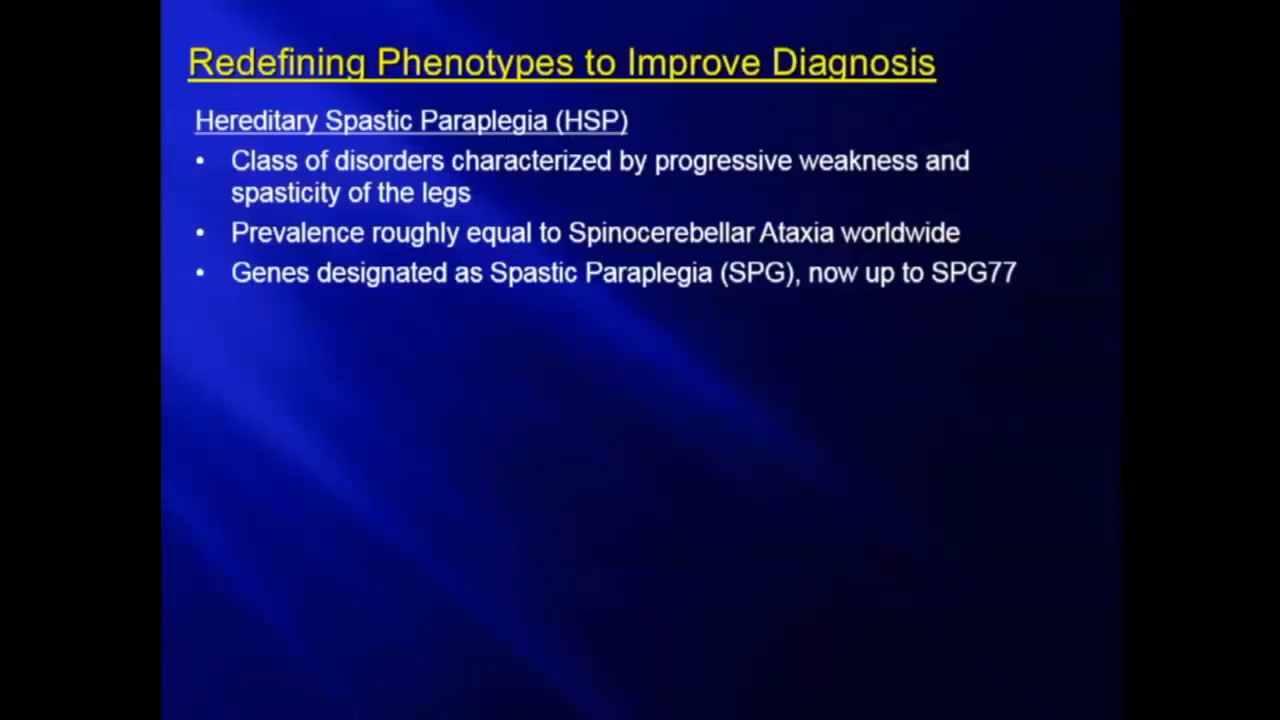 Redefining Phenotypes to Improve Diagnosis
Hereditary Spastic Paraplegia (HSP)
• Class of disorders characterized by progressive weakness and
spasticity of the legs
• Prevalence roughly equal to Spinocerebellar Ataxia worldwide
• Genes designated as Spastic Paraplegia (SPG), now up to SPG77